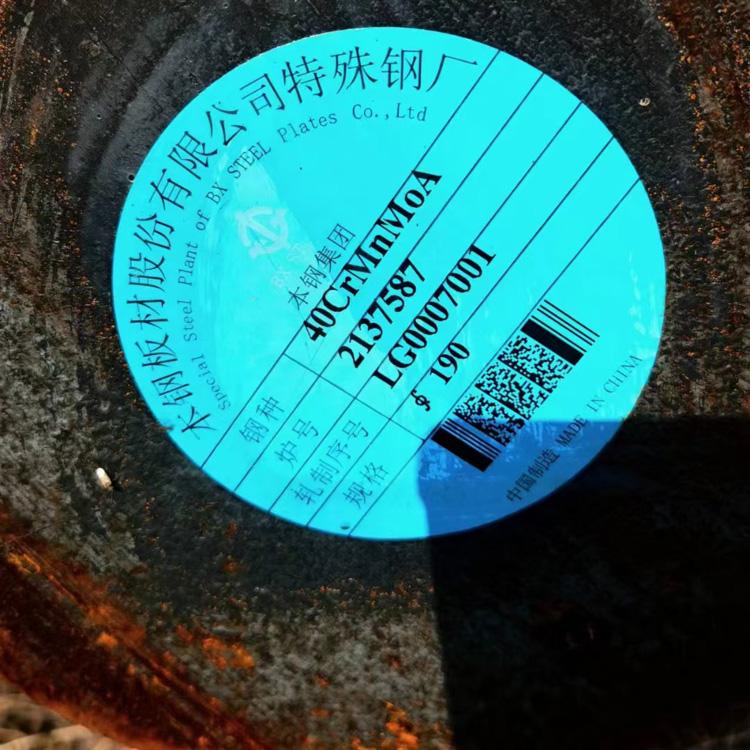 本钢板材股份有限公司特殊钢厂
Special Steel Plant of BX STEEL Plates Co.,Ltd
本钢集团
钢种 40CrMnMoA
炉号 2137587
轧制序号 LG0007001
规格 ∮ 190
中国制造 MADE IN CHINA